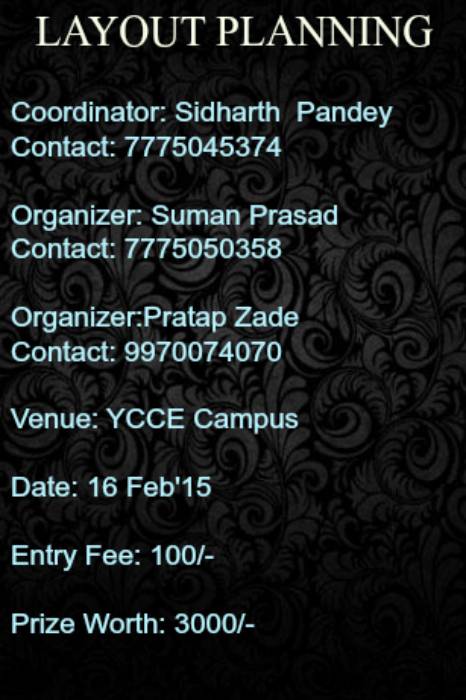 LAYOUT PLANNING
Coordinator: Sidharth  Pandey
Contact: 7775045374
Organizer: Suman Prasad
Contact: 7775050358
Organizer:Pratap Zade
Contact: 9970074070
Venue: YCCE Campus
Date: 16 Feb'15
Entry Fee: 100/-
Prize Worth: 3000/-